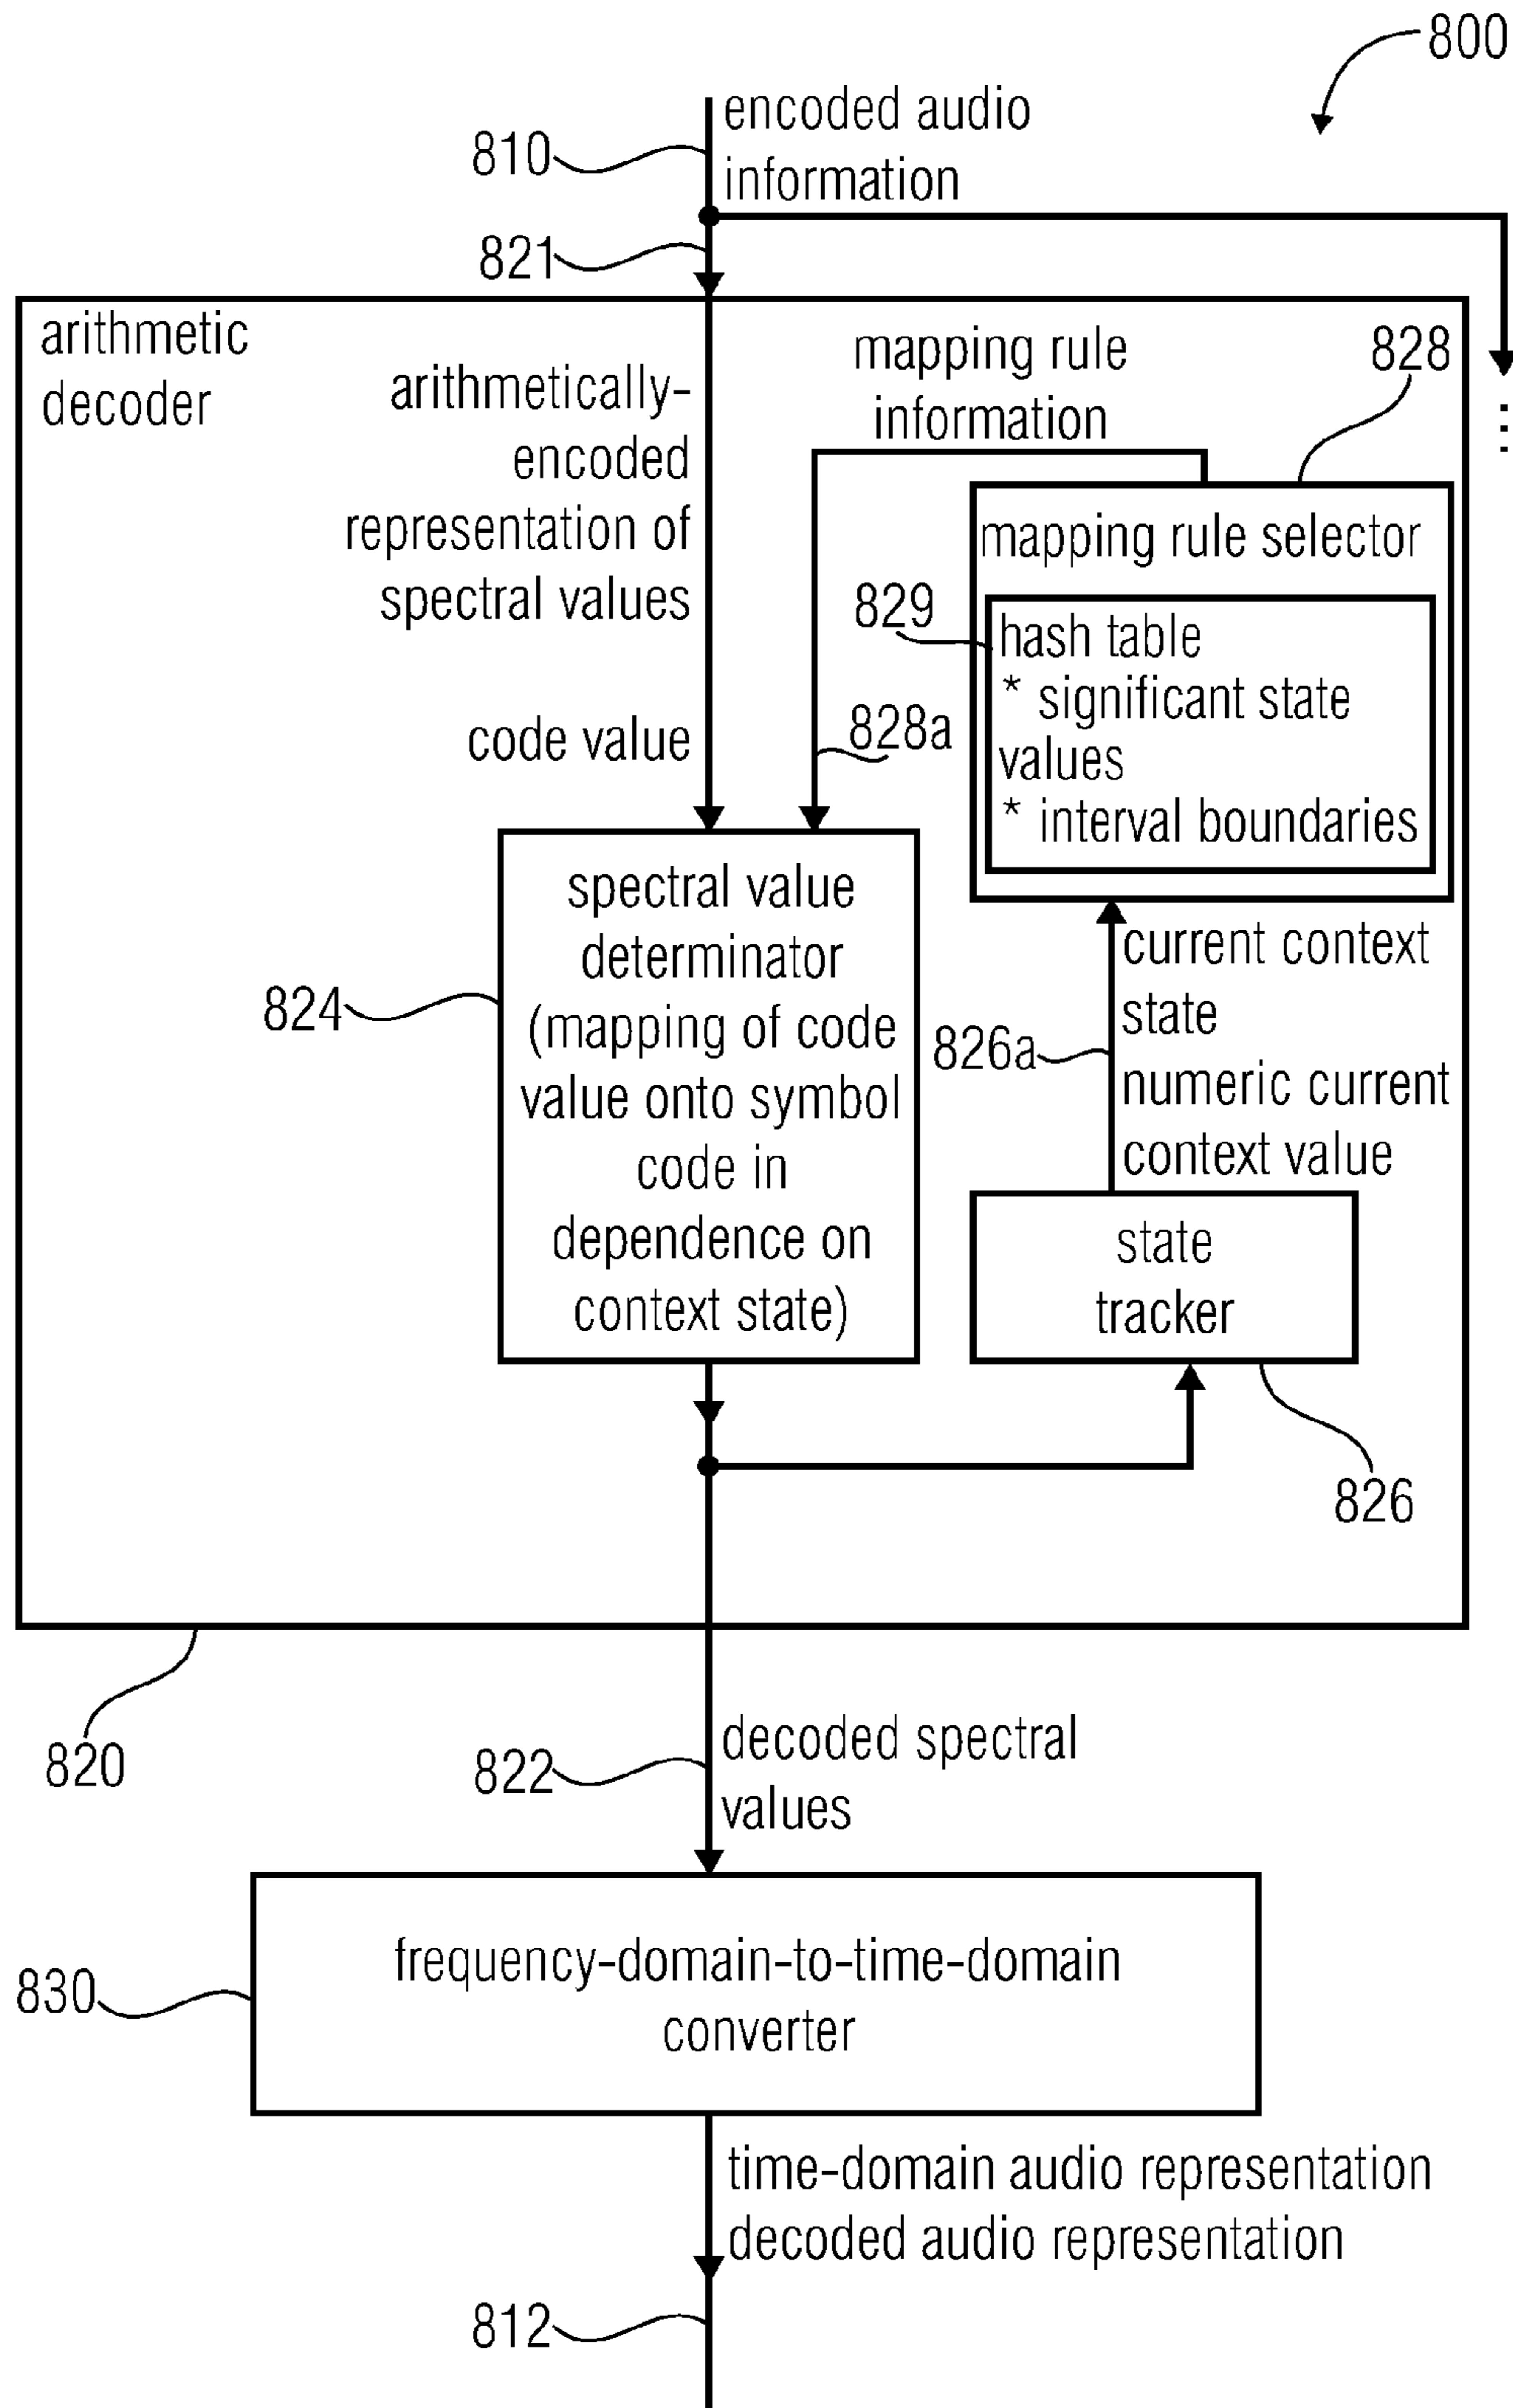 800
encoded audio
information
810
821
arithmetic
decoder
arithmetically-
encoded
representation of
spectral values
code value
mapping rule
information
828
mapping rule selector
829
hash table
* significant state
values
* interval boundaries
828a
spectral value
determinator
(mapping of code
value onto symbol
code in
dependence on
context state)
824
current context
state
numeric current
context value
826a
state
tracker
826
820
822
decoded spectral
values
frequency-domain-to-time-domain
converter
830
time-domain audio representation
decoded audio representation
812